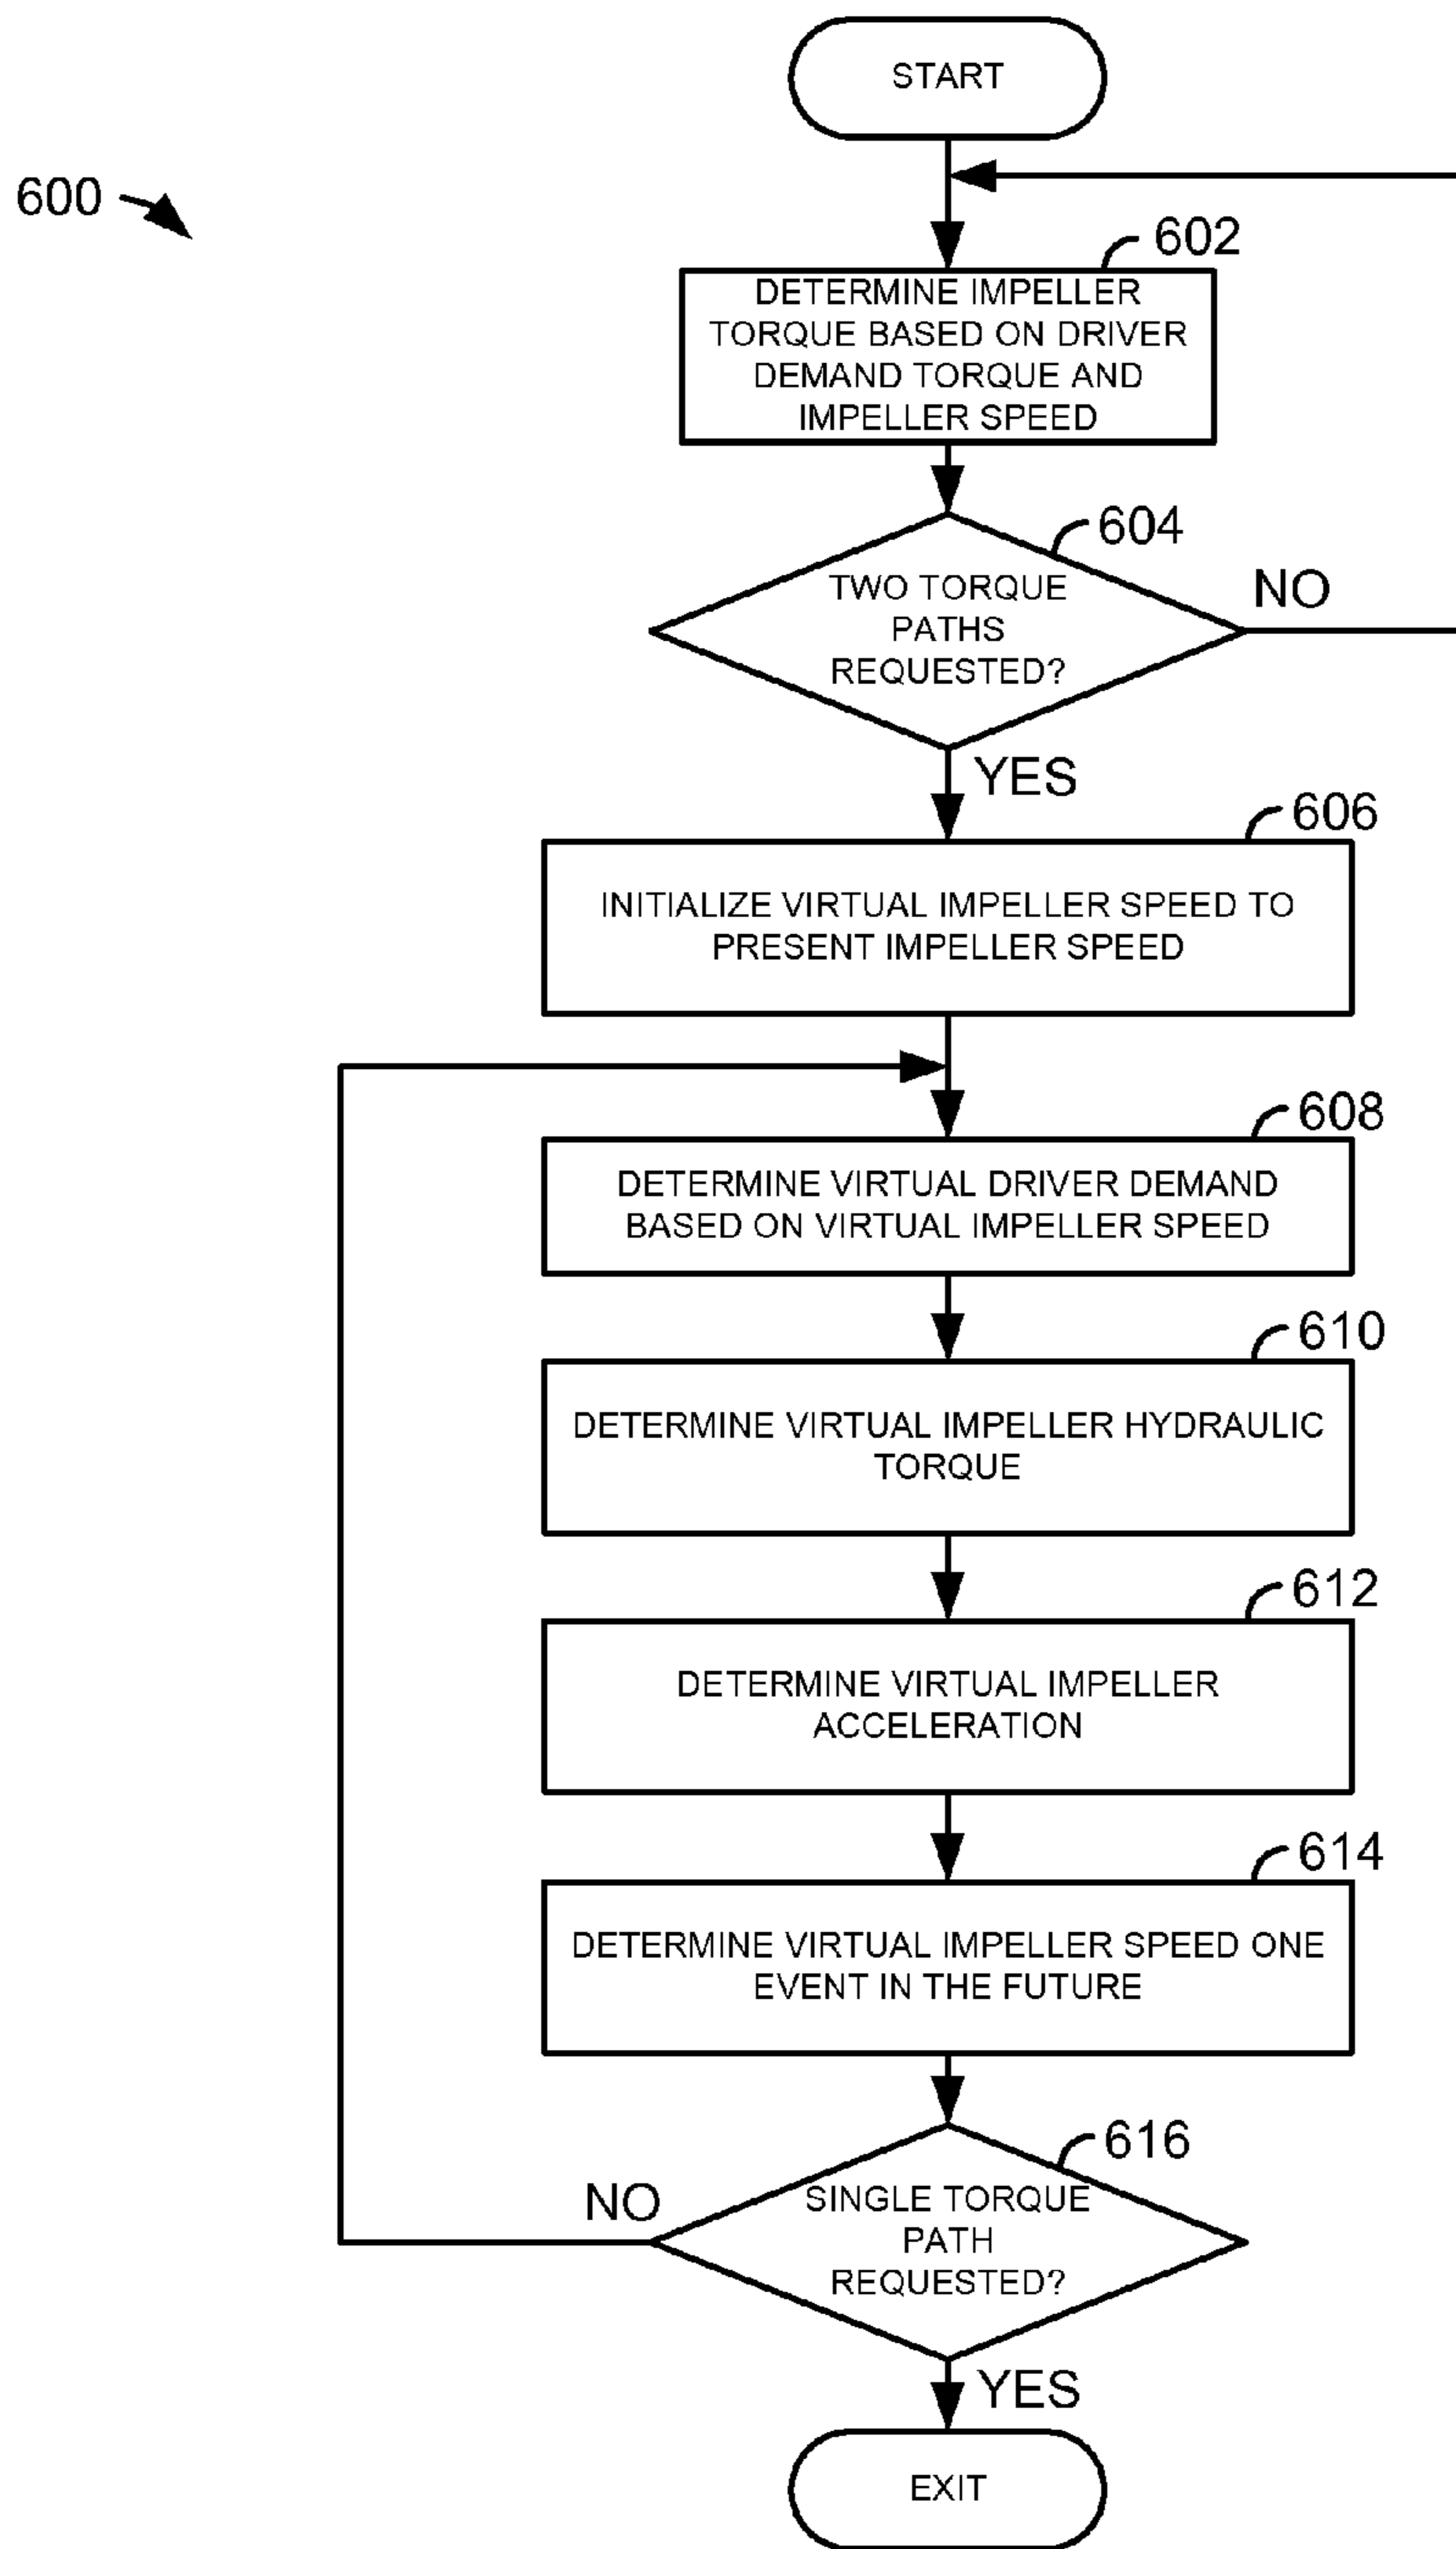 START
600
602
DETERMINE IMPELLER
TORQUE BASED ON DRIVER
DEMAND TORQUE AND
IMPELLER SPEED
604
TWO TORQUE
PATHS
REQUESTED?
NO
YES
606
INITIALIZE VIRTUAL IMPELLER SPEED TO
PRESENT IMPELLER SPEED
608
DETERMINE VIRTUAL DRIVER DEMAND
BASED ON VIRTUAL IMPELLER SPEED
610
DETERMINE VIRTUAL IMPELLER HYDRAULIC
TORQUE
612
DETERMINE VIRTUAL IMPELLER
ACCELERATION
614
DETERMINE VIRTUAL IMPELLER SPEED ONE
EVENT IN THE FUTURE
616
SINGLE TORQUE
PATH
REQUESTED?
NO
YES
EXIT